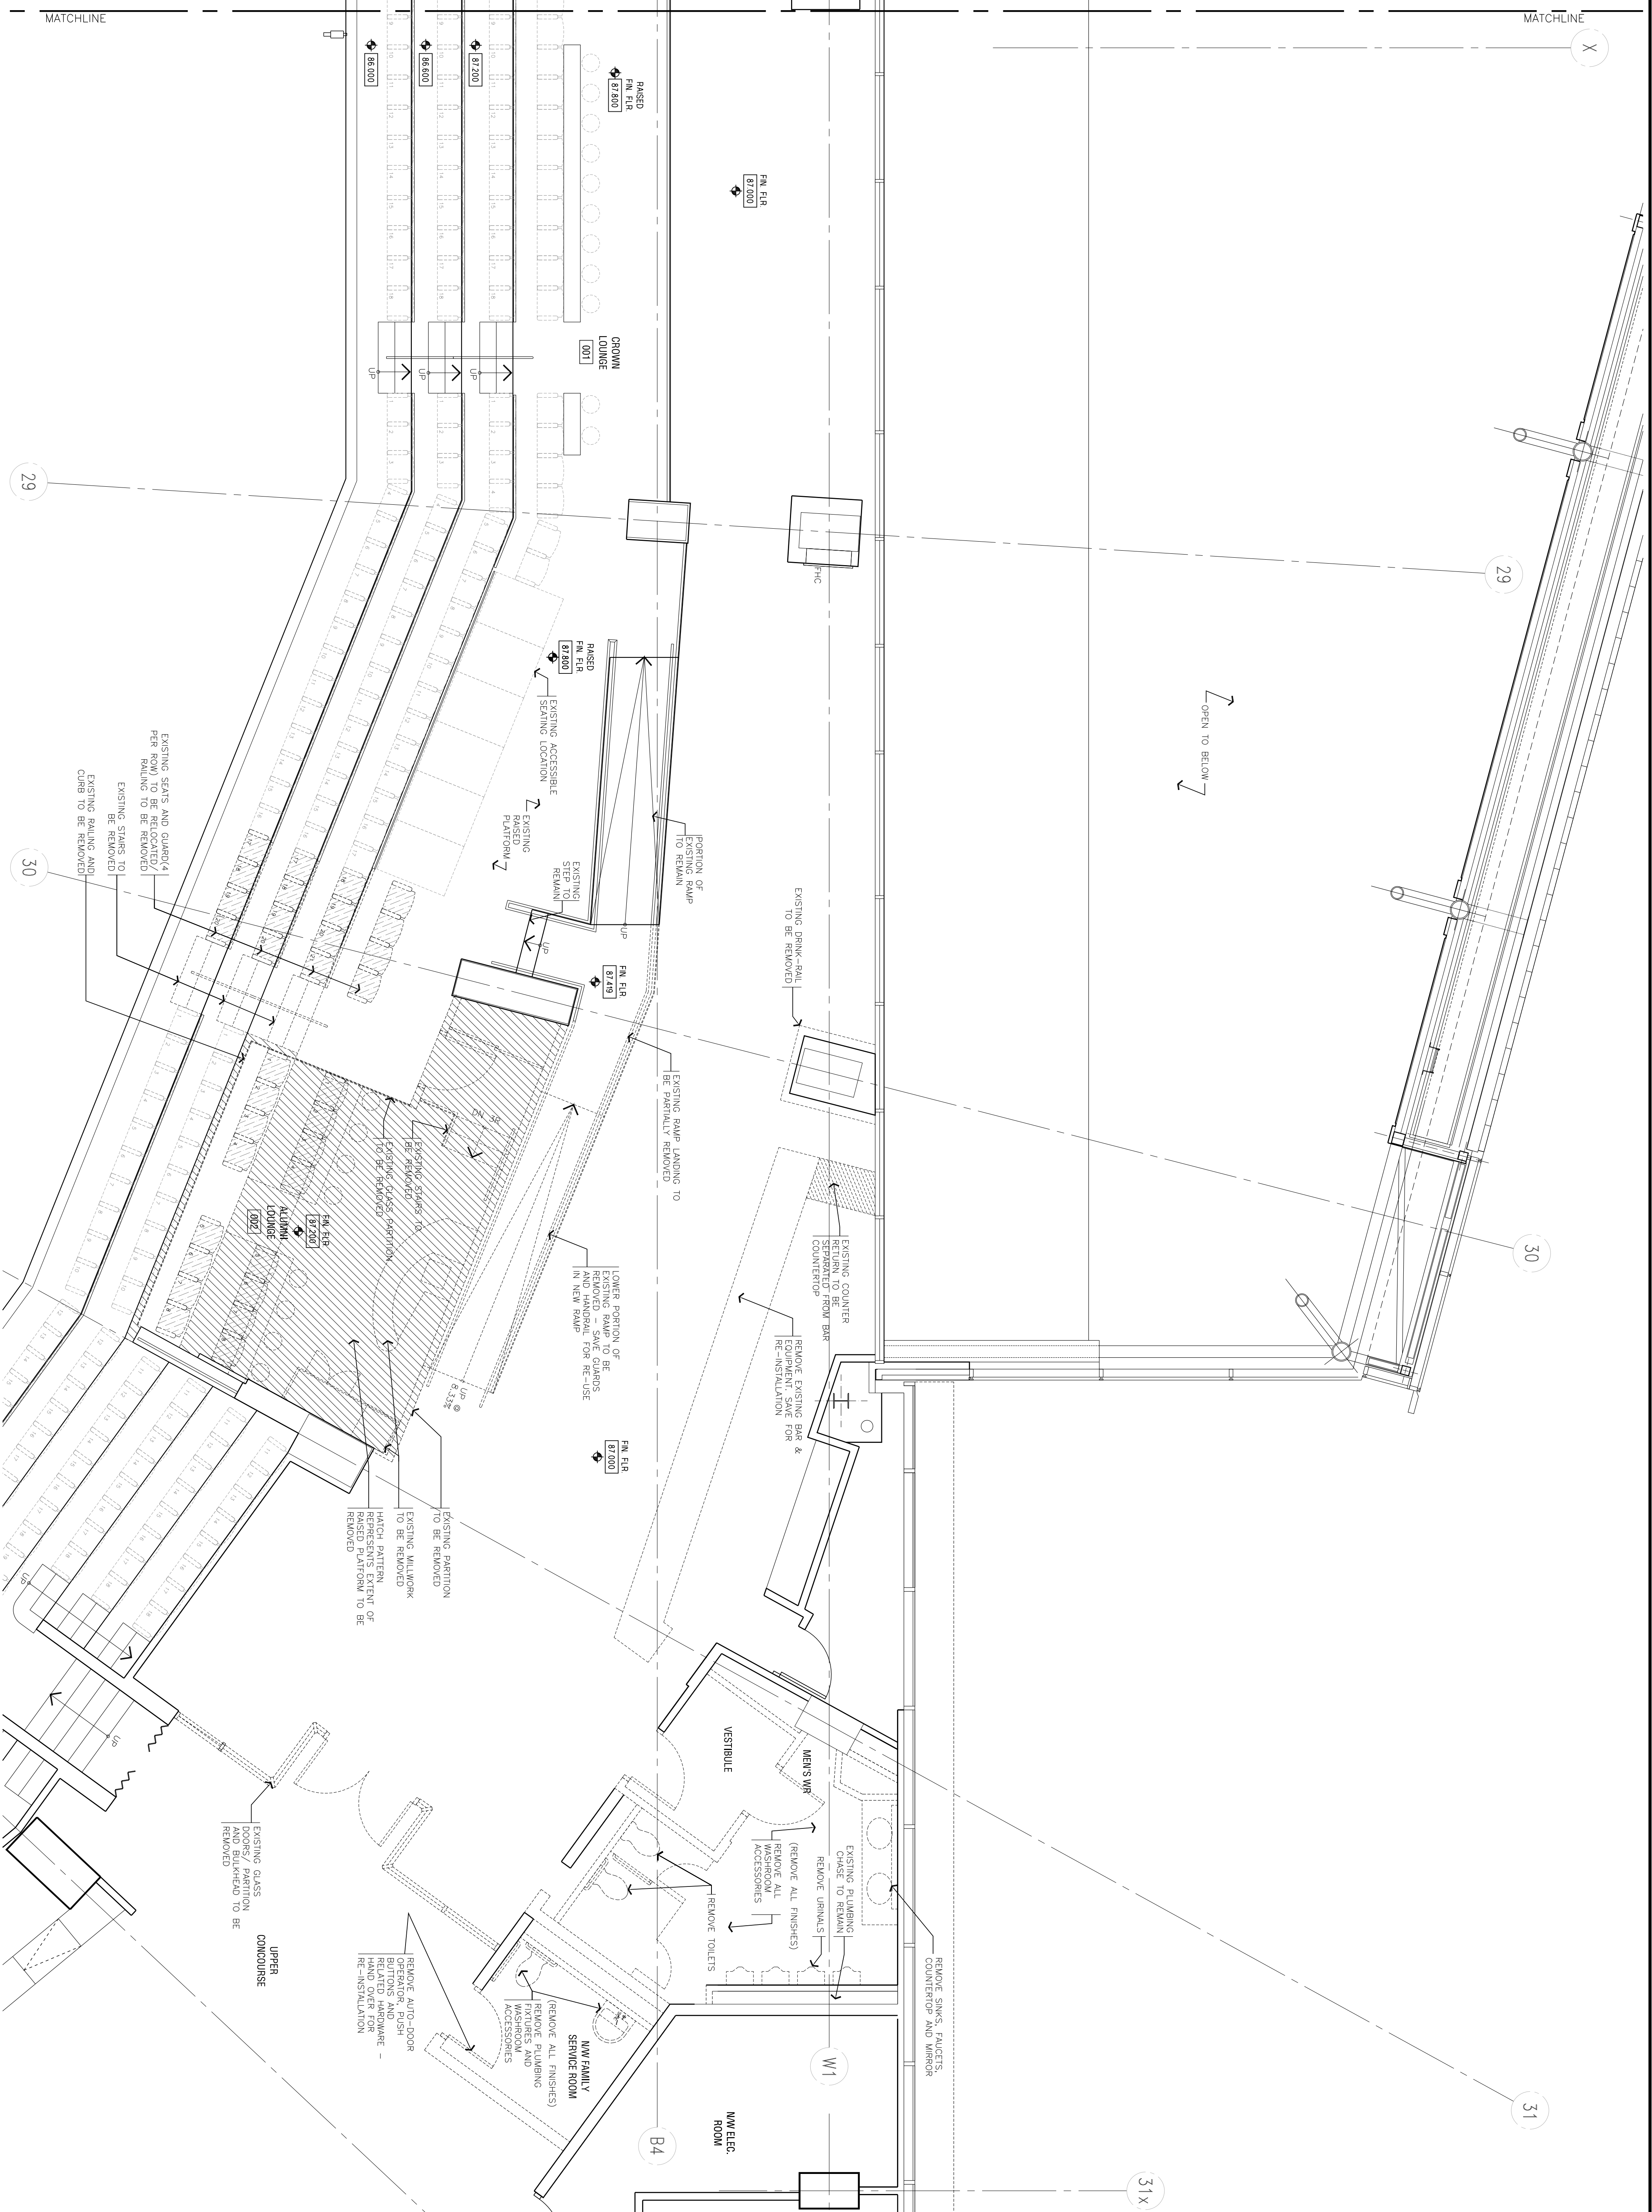 MATCHLINE
MATCHLINE
X
86.000
86.600
87.200
RAISED
FIN. FLR.
87.800
FIN. FLR.
87.000
CROWN
LOUNGE
001
UP
UP
UP
29
29
FHC
RAISED
FIN. FLR.
87.800
EXISTING ACCESSIBLE
SEATING LOCATION
OPEN TO BELOW
EXISTING
RAISED
PLATFORM
PORTION OF
EXISTING RAMP
TO REMAIN
EXISTING
STEP TO
REMAIN
UP
UP
FIN. FLR.
87.419
EXISTING DRINK-RAIL
TO BE REMOVED
EXISTING SEATS AND GUARD(4
PER ROW) TO BE RELOCATED/
RAILING TO BE REMOVED
EXISTING STAIRS TO
BE REMOVED
EXISTING RAILING AND
CURB TO BE REMOVED
30
30
EXISTING RAMP LANDING TO
BE PARTIALLY REMOVED
DN 3R
EXISTING STAIRS TO
BE REMOVED
EXISTING GLASS PARTITION
TO BE REMOVED
FIN. FLR.
87.200
ALUMNI
LOUNGE
002
EXISTING COUNTER
RETURN TO BE
SEPARATED FROM BAR
COUNTERTOP
LOWER PORTION OF
EXISTING RAMP TO BE
REMOVED - SAVE GUARDS
AND HANDRAIL FOR RE-USE
IN NEW RAMP
REMOVE EXISTING BAR &
EQUIPMENT. SAVE FOR
RE-INSTALLATION
UP
8.33% @
FIN. FLR.
87.000
EXISTING PARTITION
TO BE REMOVED
EXISTING MILLWORK
TO BE REMOVED
HATCH PATTERN
REPRESENTS EXTENT OF
RAISED PLATFORM TO BE
REMOVED
UP
UP
VESTIBULE
MEN'S WR
EXISTING PLUMBING
CHASE TO REMAIN
REMOVE URINALS
(REMOVE ALL FINISHES)
REMOVE ALL
WASHROOM
ACCESSORIES
REMOVE TOILETS
REMOVE SINKS, FAUCETS,
COUNTERTOP AND MIRROR
EXISTING GLASS
DOORS/ PARTITION
AND BULKHEAD TO BE
REMOVED
UPPER
CONCOURSE
REMOVE AUTO-DOOR
OPERATOR, PUSH
BUTTONS AND
RELATED HARDWARE -
HAND OVER FOR
RE-INSTALLATION
N/W FAMILY
SERVICE ROOM
(REMOVE ALL FINISHES)
REMOVE PLUMBING
FIXTURES AND
WASHROOM
ACCESSORIES
W1
B4
N/W ELEC.
ROOM
31
31x